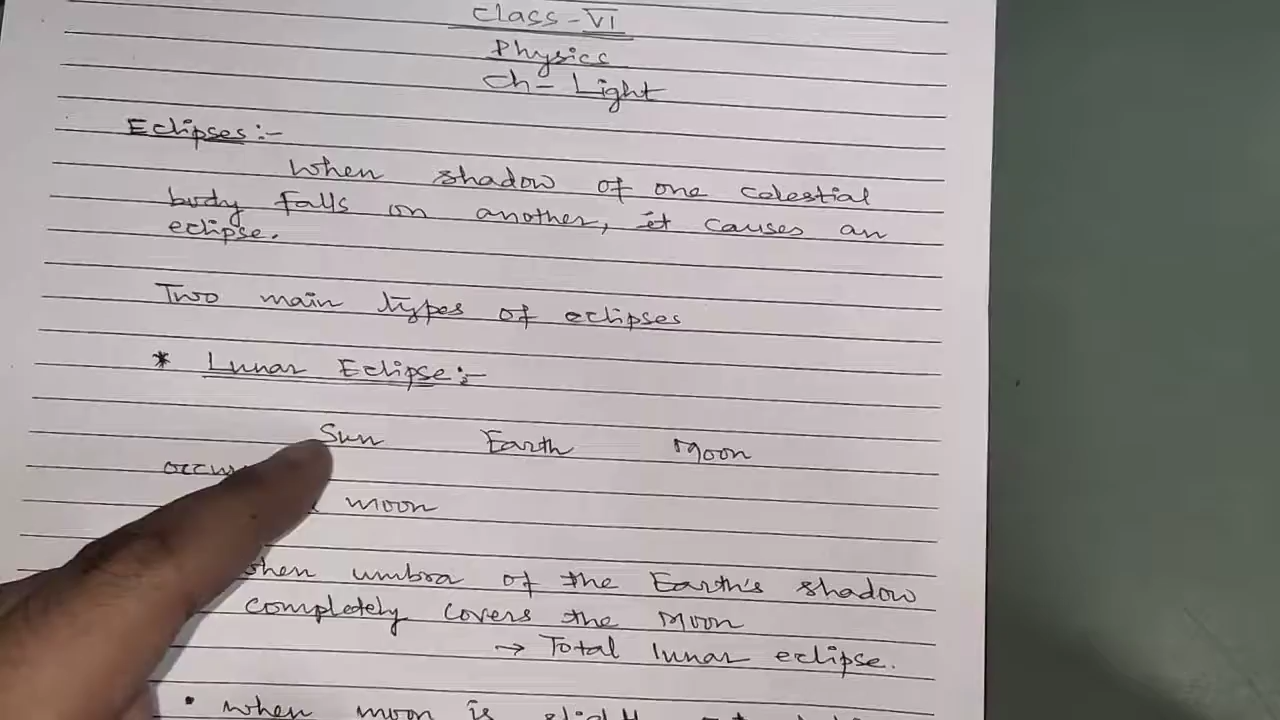 Class-VI
Physics
Ch- Light
Eclipses:-
When shadow of one celestial
body falls on another, it causes an
eclipse.
Two main types of eclipses
* Lunar Eclipse:-
Sun Earth Moon
moon
when umbra of the Earth's shadow
completely covers the Moon
→ Total lunar eclipse.
• when moon is